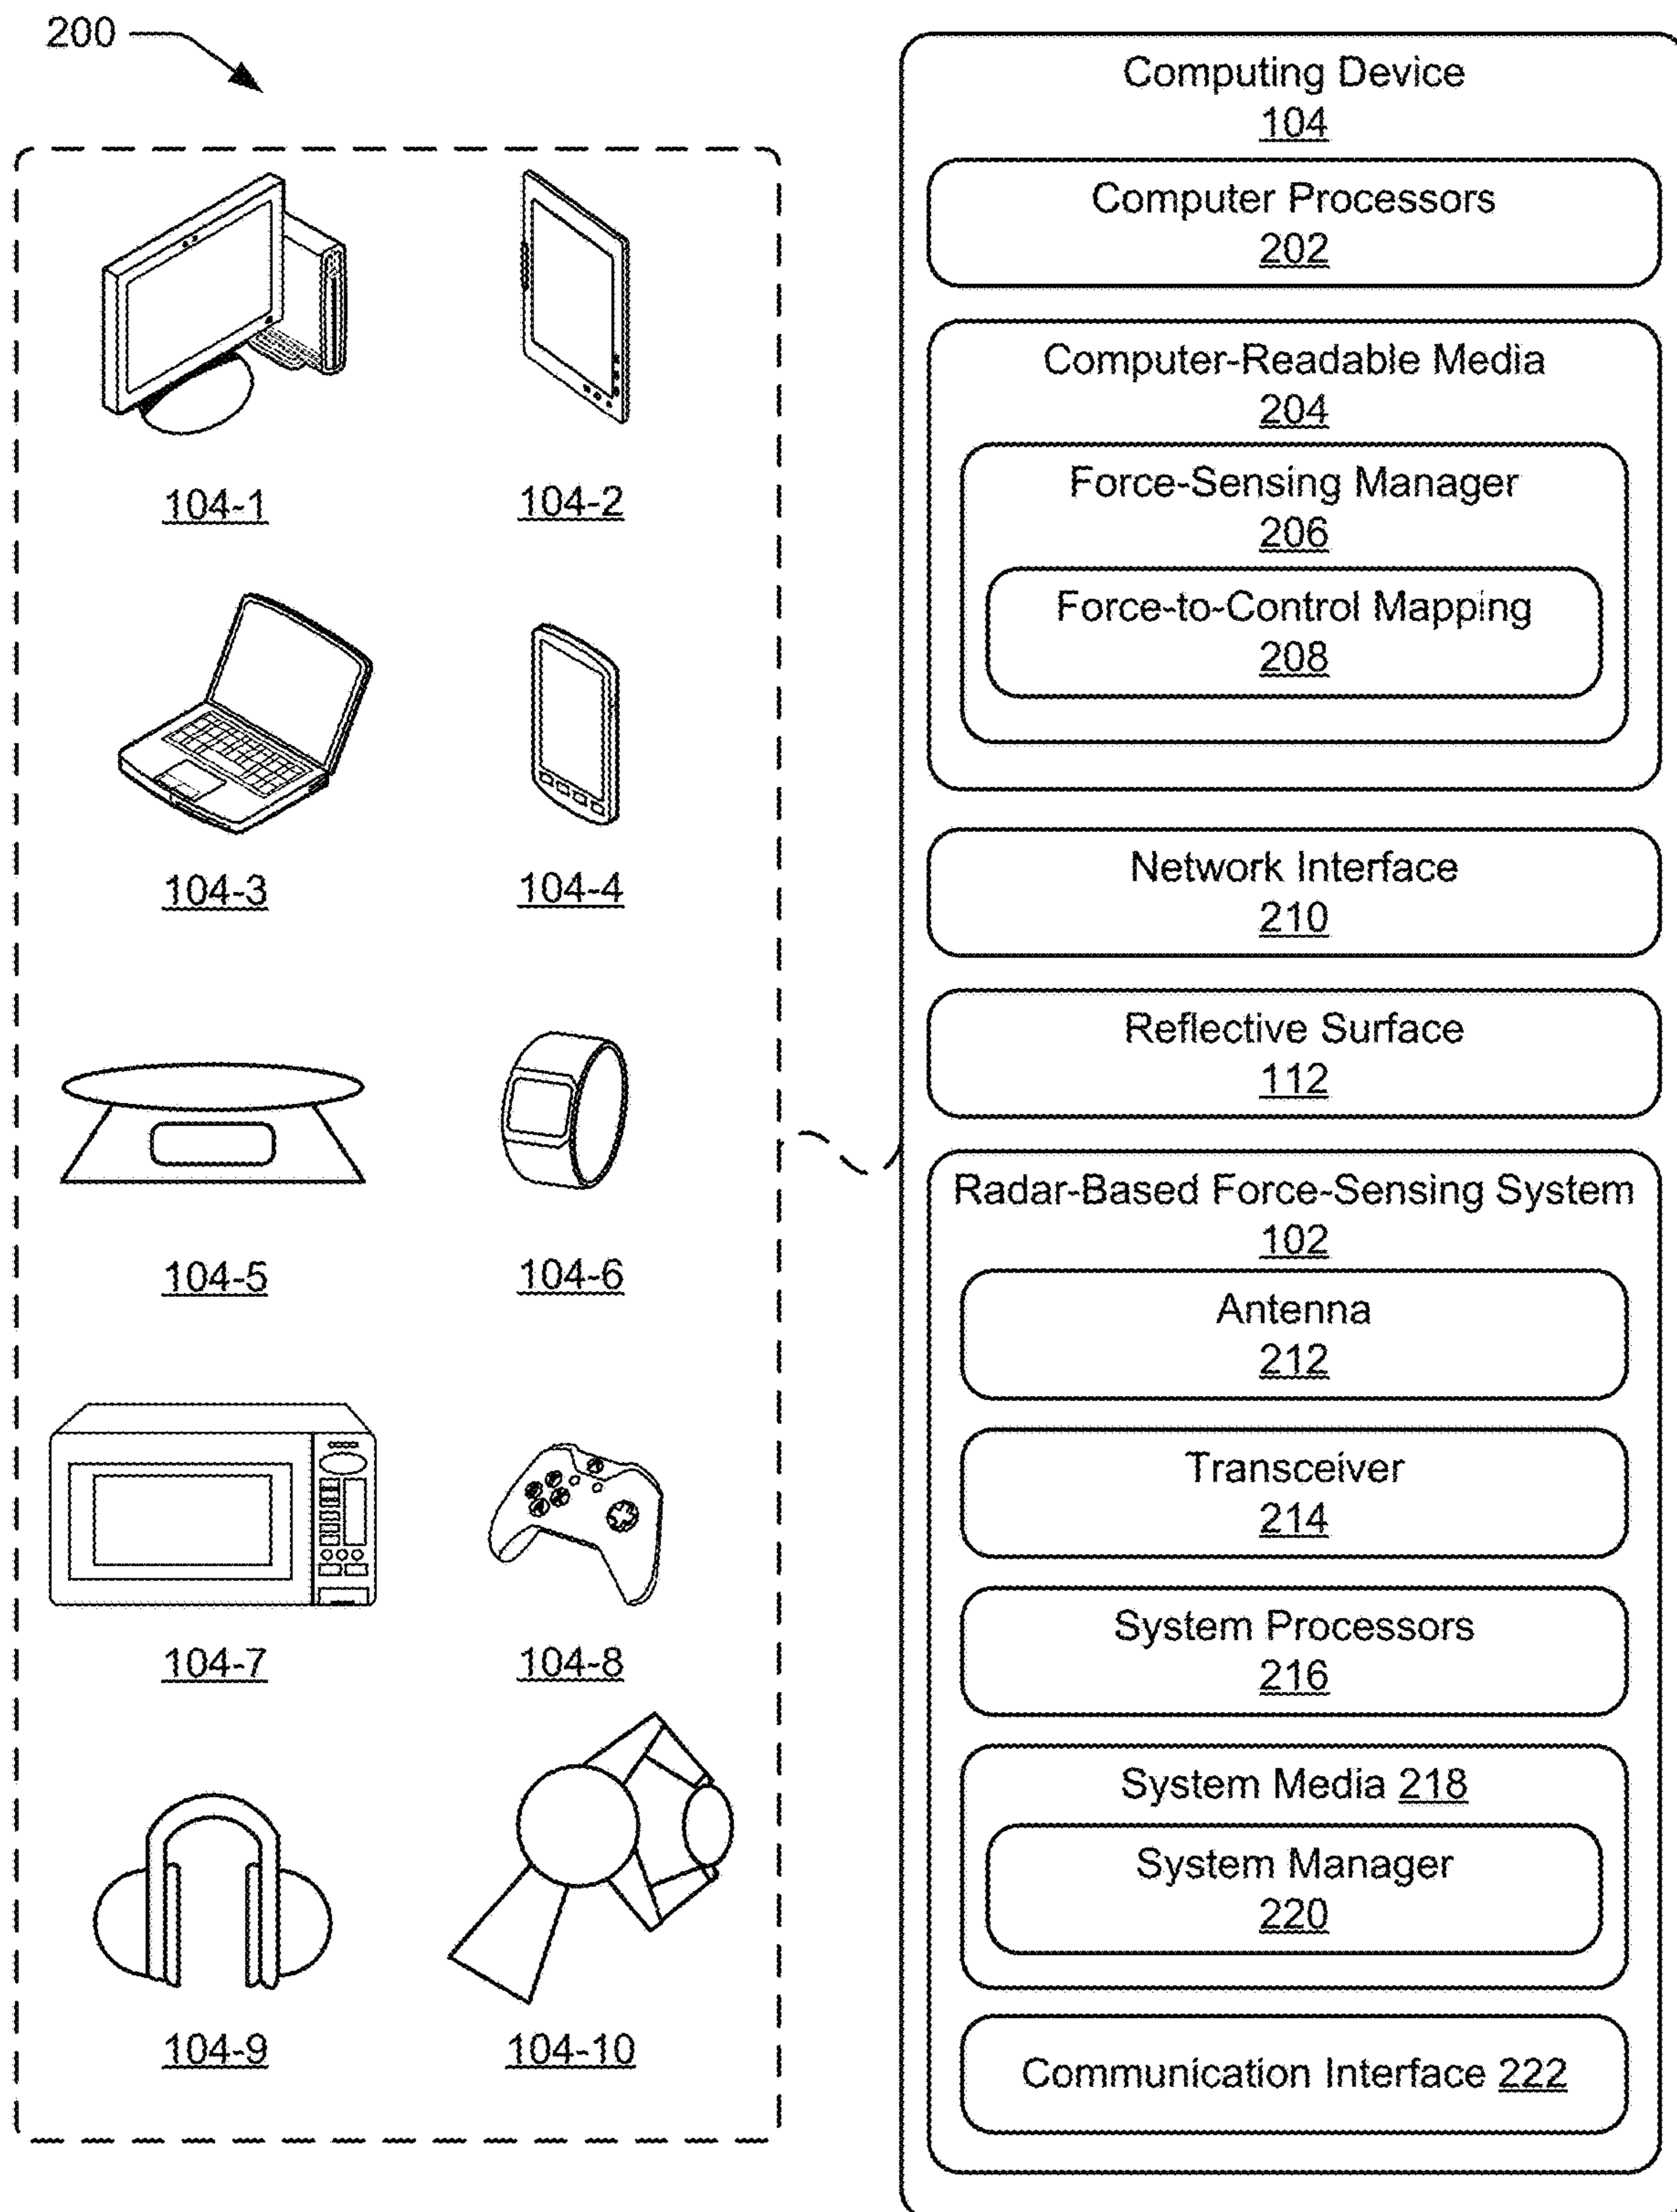 200
104-1
104-2
104-3
104-4
104-5
104-6
104-7
104-8
104-9
104-10
Computing Device
104
Computer Processors
202
Computer-Readable Media
204
Force-Sensing Manager
206
Force-to-Control Mapping
208
Network Interface
210
Reflective Surface
112
Radar-Based Force-Sensing System
102
Antenna
212
Transceiver
214
System Processors
216
System Media 218
System Manager
220
Communication Interface 222